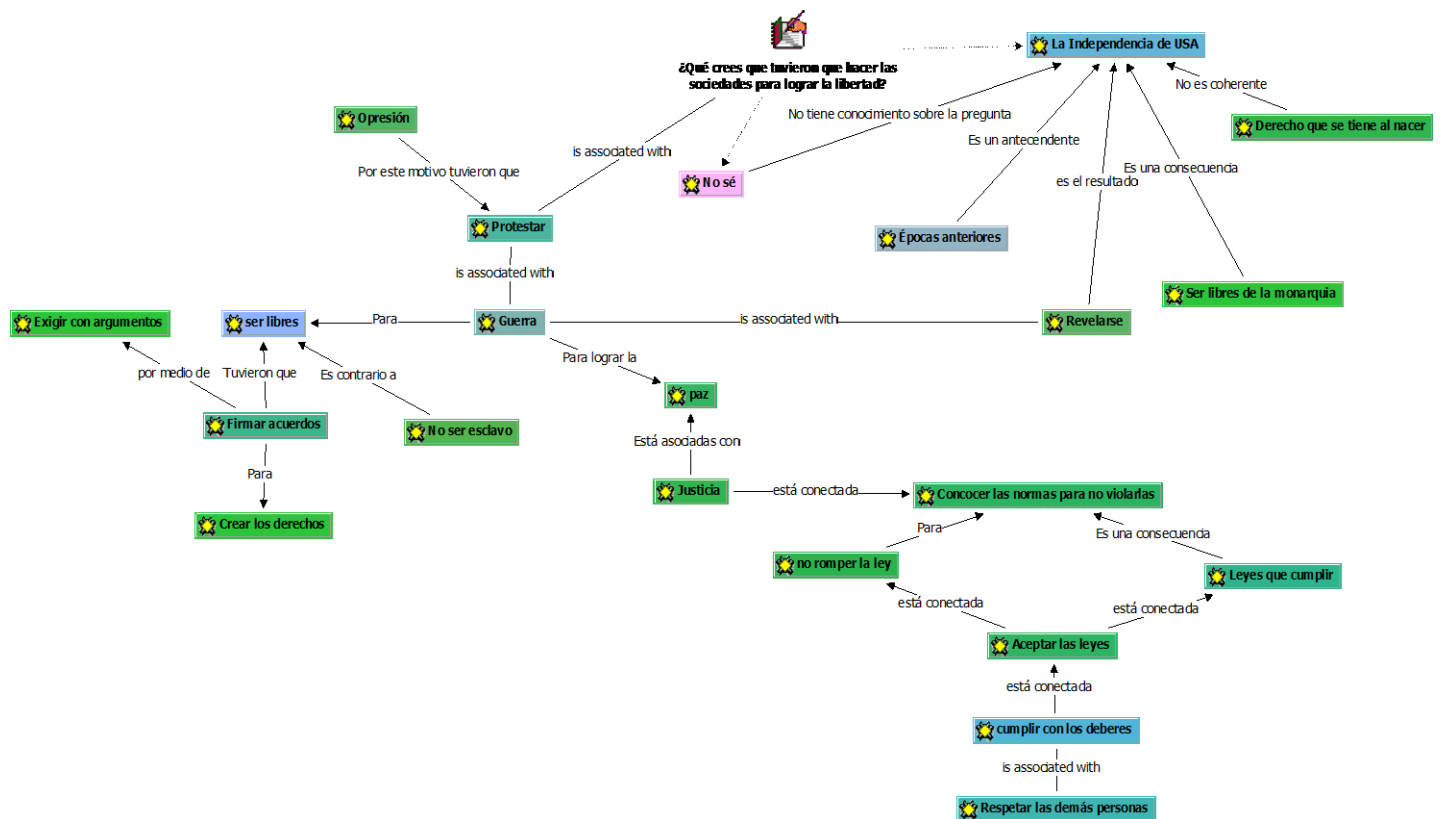 La Independencia de USA
¿Qué crees que tuvieron que hacer las
sociedades para lograr la libertad?
No es coherente
No tiene conocimiento sobre la pregunta
Opresión
Derecho que se tiene al nacer
Es un antecendente
is associated with
Por este motivo tuvieron que
Es una consecuencia
es el resultado
No sé
Protestar
Épocas anteriores
is associated with
Ser libres de la monarquia
Exigir con argumentos
ser libres
Para
Guerra
is associated with
Revelarse
Para lograr la
por medio de
Tuvieron que
Es contrario a
paz
Firmar acuerdos
No ser esclavo
Está asociadas con
Para
Justicia
está conectada
Concocer las normas para no violarlas
Crear los derechos
Para
Es una consecuencia
no romper la ley
Leyes que cumplir
está conectada
está conectada
Aceptar las leyes
está conectada
cumplir con los deberes
is associated with
Respetar las demás personas